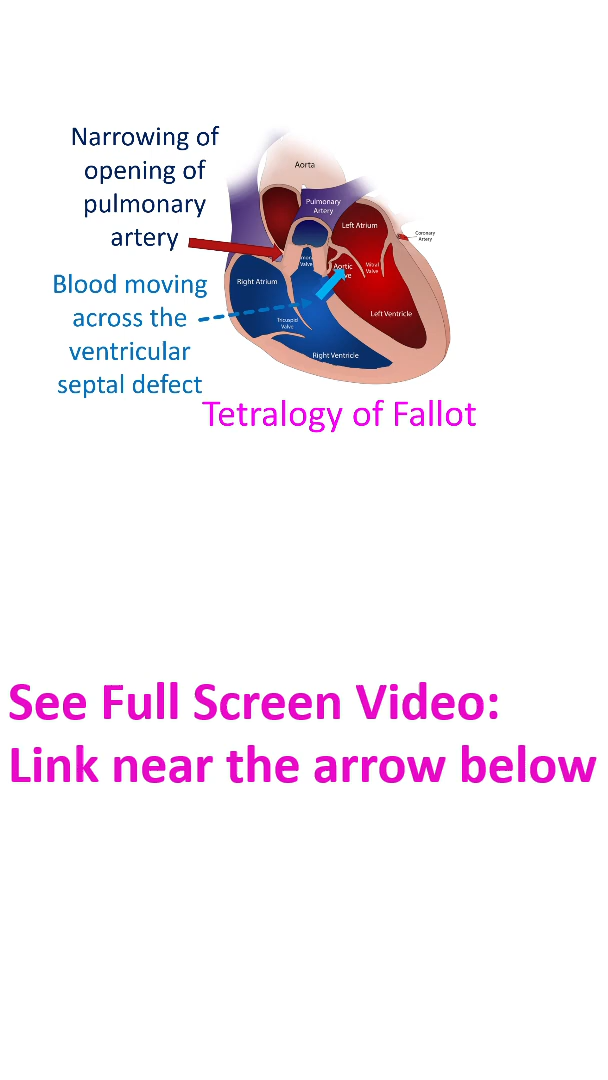 Narrowing of
opening of
pulmonary
artery
Blood moving
across the
ventricular
septal defect
Aorta
Pulmonary
Artery
Left Atrium
Coronary
Artery
Valve
Aortic
Mitral
Valve
Right Atrium
Left Ventricle
Tricuspid
Valve
Right Ventricle
Tetralogy of Fallot
See Full Screen Video:
Link near the arrow below